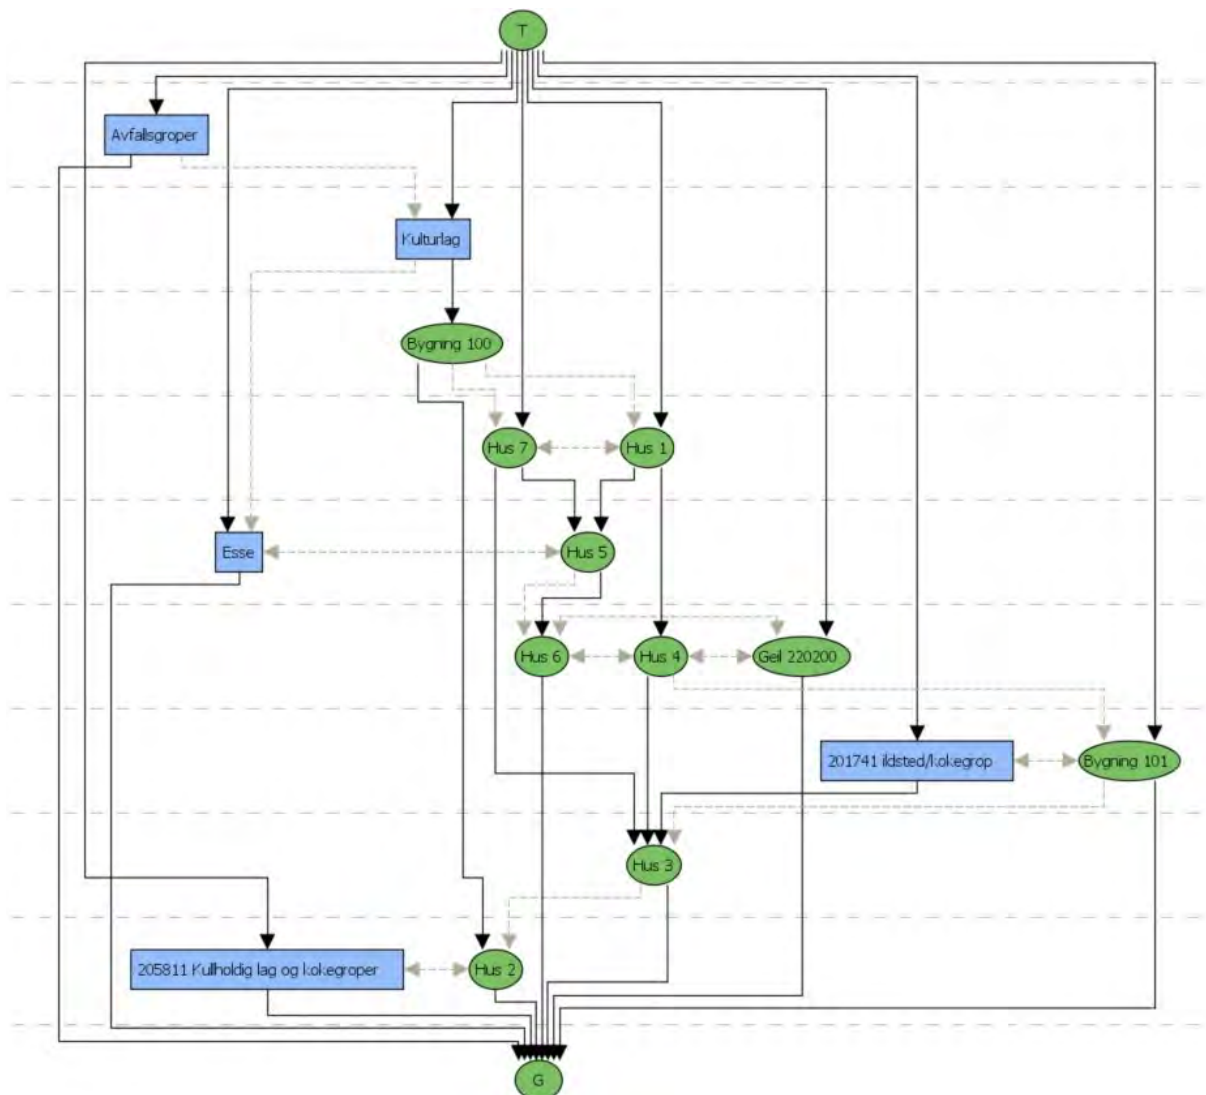 T
Avfallsgroper
Kulturlag
Bygning 100
Hus 7
Hus 1
Esse
Hus 5
Hus 6
Hus 4
Geil 220200
201741 ildsted/kokegrop
Bygning 101
Hus 3
205811 Kullholdig lag og kokegroper
Hus 2
G